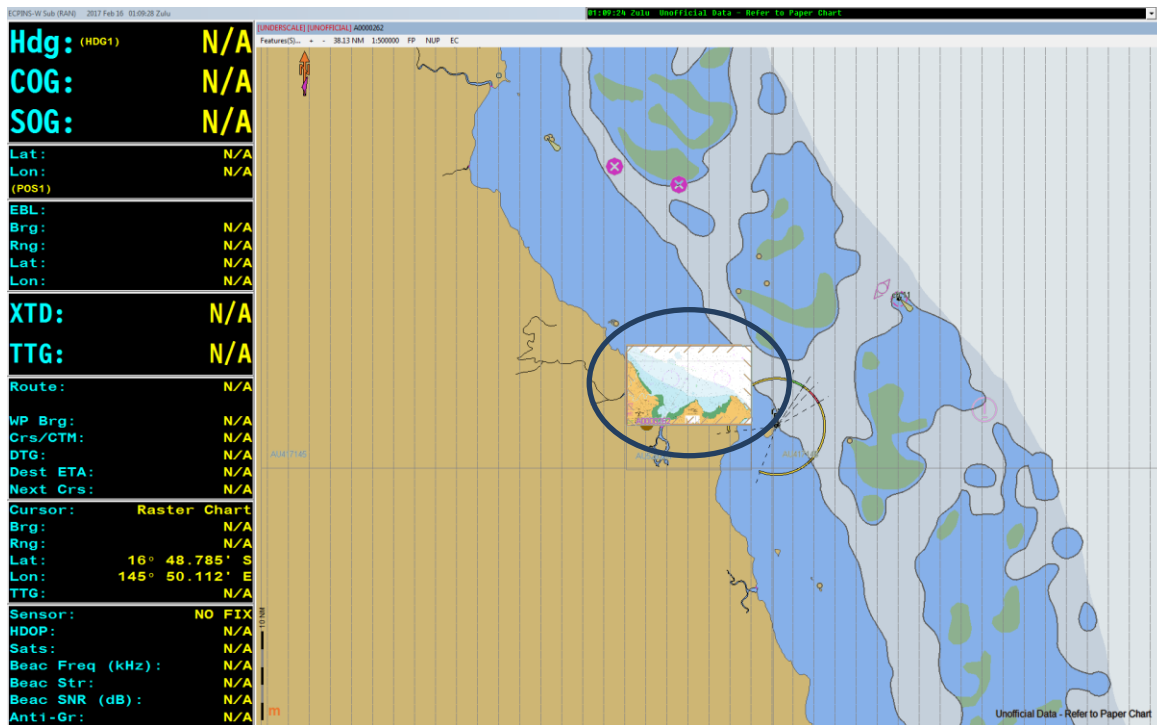 ECPINS-W Sub (RAN) 2017 Feb 16 01:09:28 Zulu
01:09:24 Zulu Unofficial Data - Refer to Paper Chart
Hdg: (HDG1) N/A
COG: N/A
SOG: N/A
Lat: N/A
Lon: N/A
(POS1)
EBL:
Brg: N/A
Rng: N/A
Lat: N/A
Lon: N/A
XTD: N/A
TTG: N/A
Route: N/A
WP Brg: N/A
Crs/CTM: N/A
DTG: N/A
Dest ETA: N/A
Next Crs: N/A
Cursor: Raster Chart
Brg: N/A
Rng: N/A
Lat: 16° 48.785' S
Lon: 145° 50.112' E
TTG: N/A
Sensor: NO FIX
HDOP: N/A
Sats: N/A
Beac Freq (kHz): N/A
Beac Str: N/A
Beac SNR (dB): N/A
Anti-Gr: N/A
[UNDERSCALE] [UNOFFICIAL] A0000262
Features(S)... + - 38.13 NM 1:500000 FP NUP EC
AU417145
10 NM
m
Unofficial Data - Refer to Paper Chart